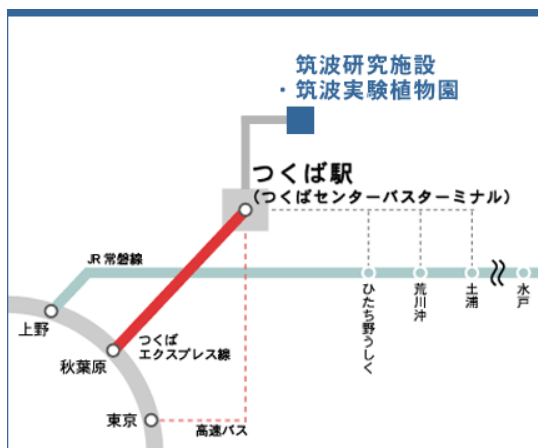 筑波研究施設
・筑波実験植物園
つくば駅
（つくばセンターバスターミナル）
JR 常磐線
ひたち野うしく
荒川沖
土浦
水戸
上野
つくば
エクスプレス線
秋葉原
東京
高速バス